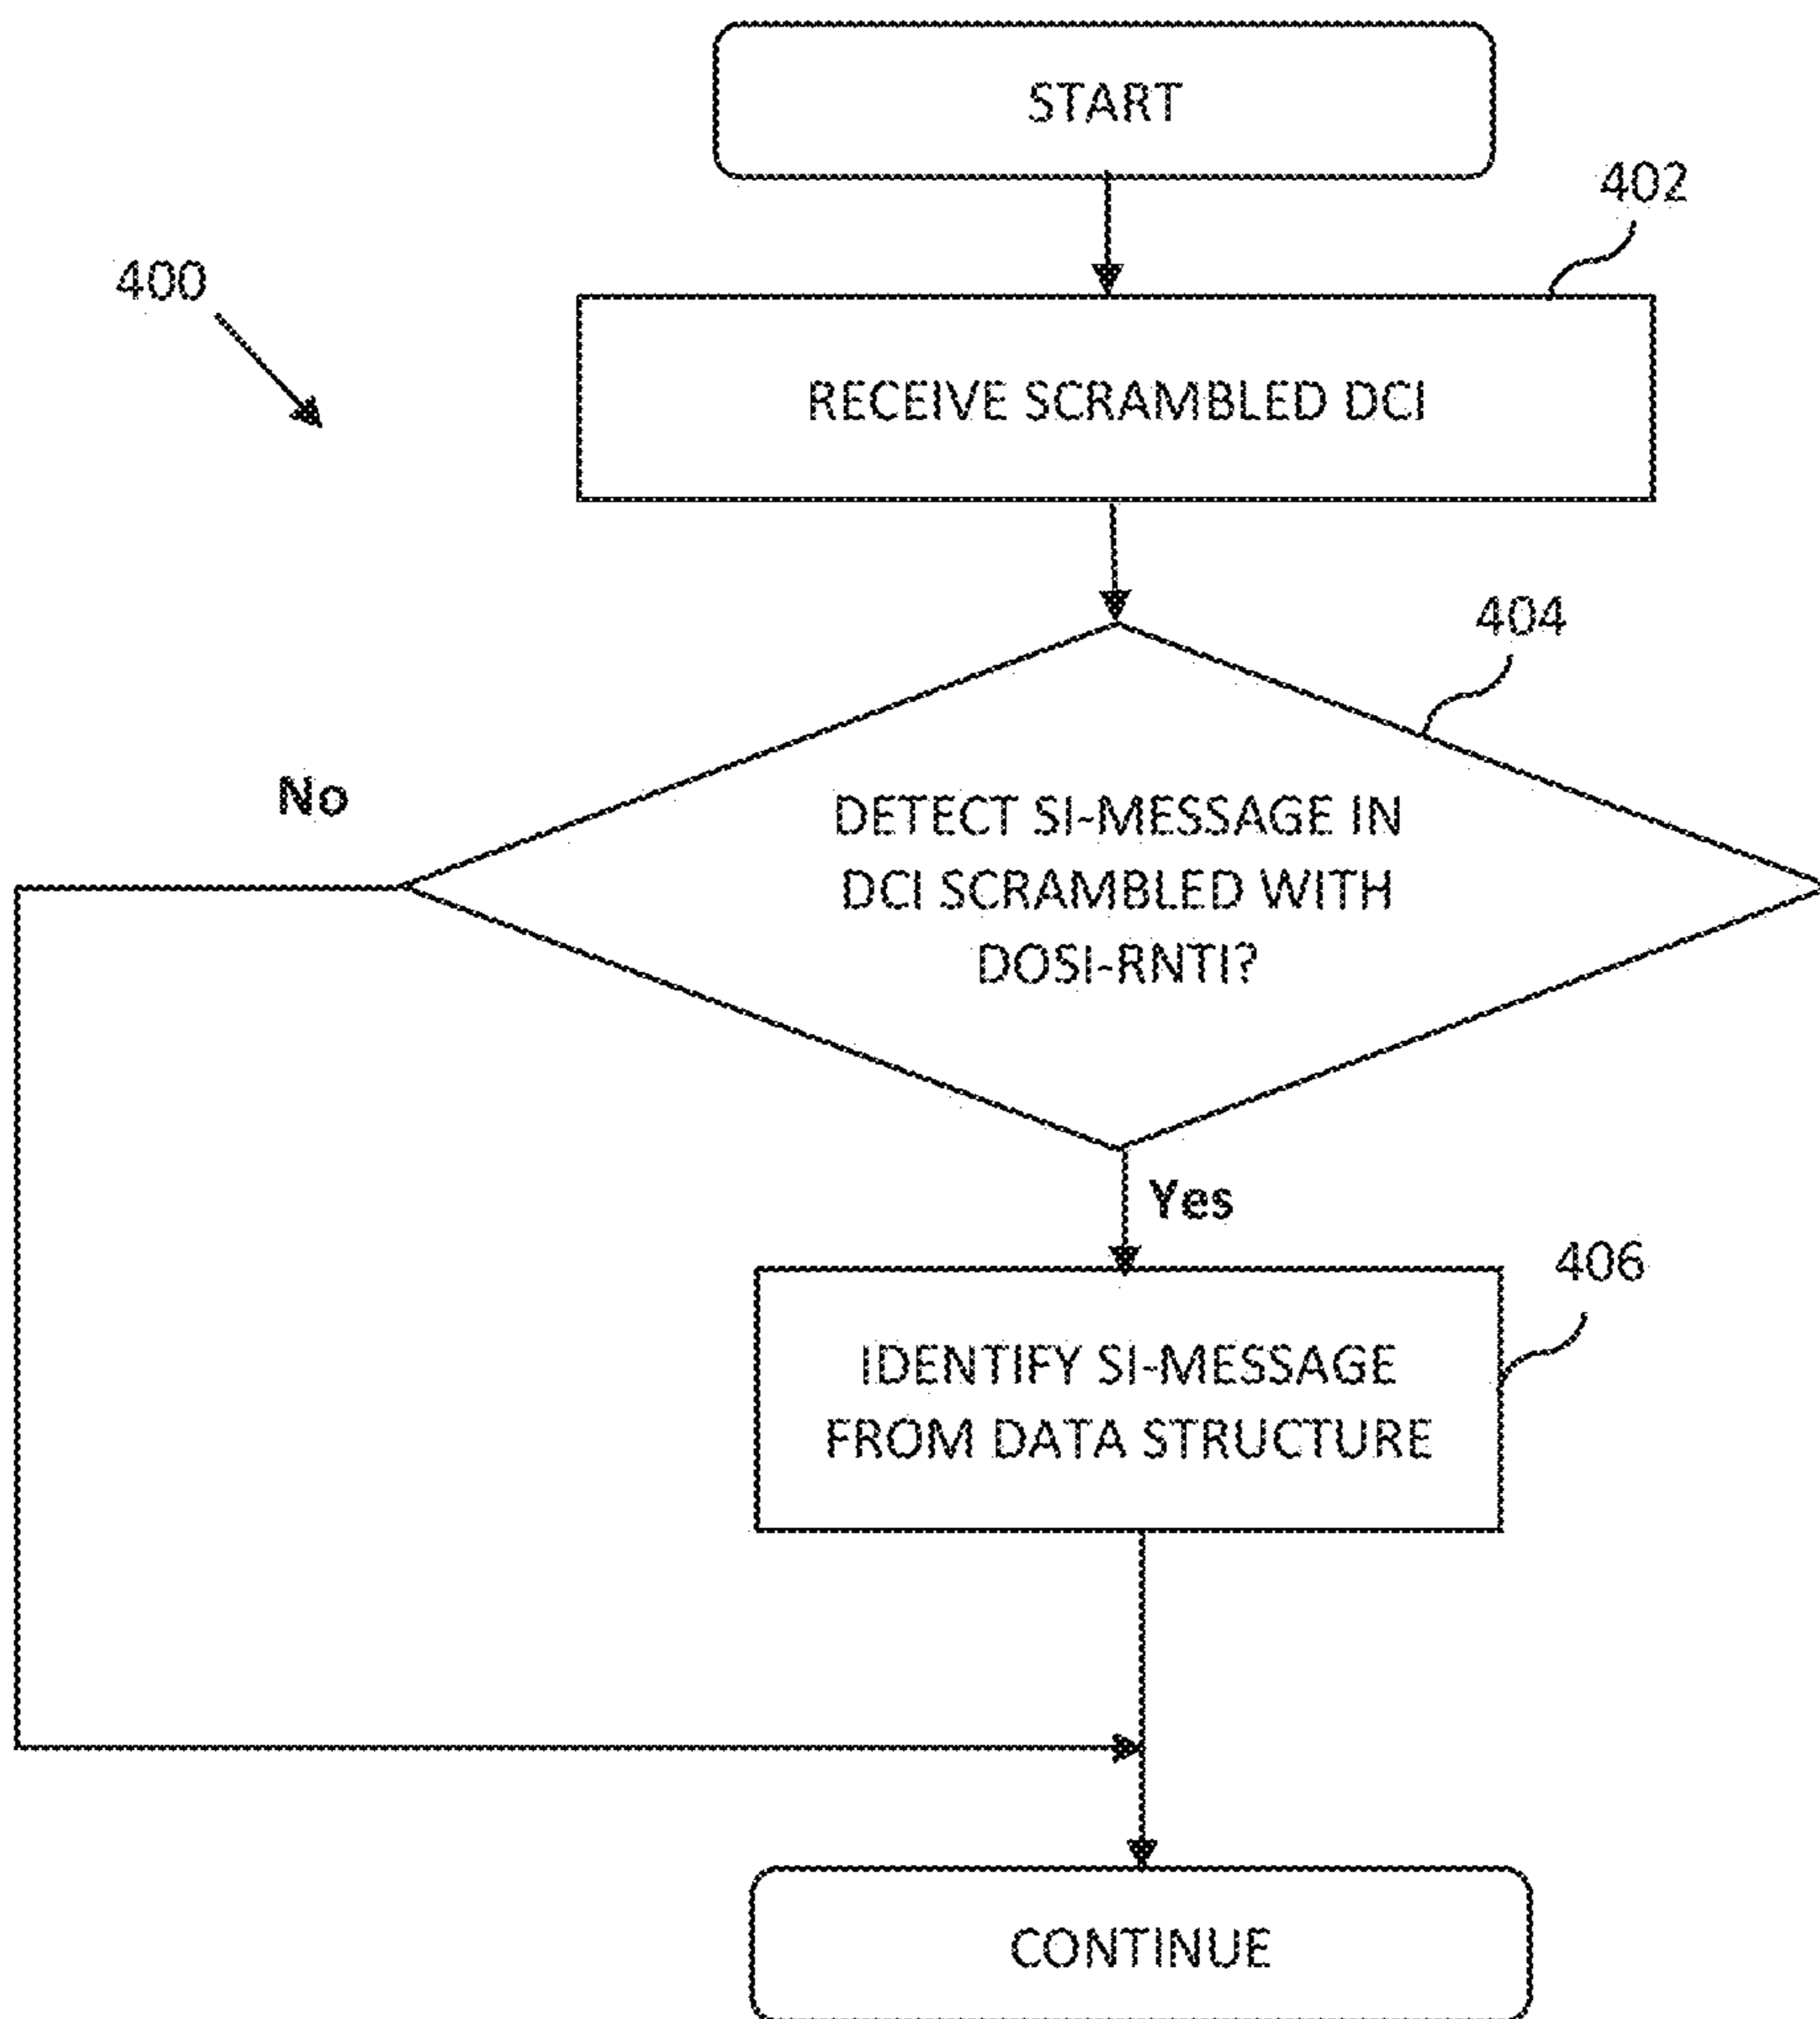 START
402
400
RECEIVE SCRAMBLED DCI
404
No
DETECT SI-MESSAGE IN
DCI SCRAMBLED WITH
DOSI-RNTI?
Yes
406
IDENTIFY SI-MESSAGE
FROM DATA STRUCTURE
CONTINUE